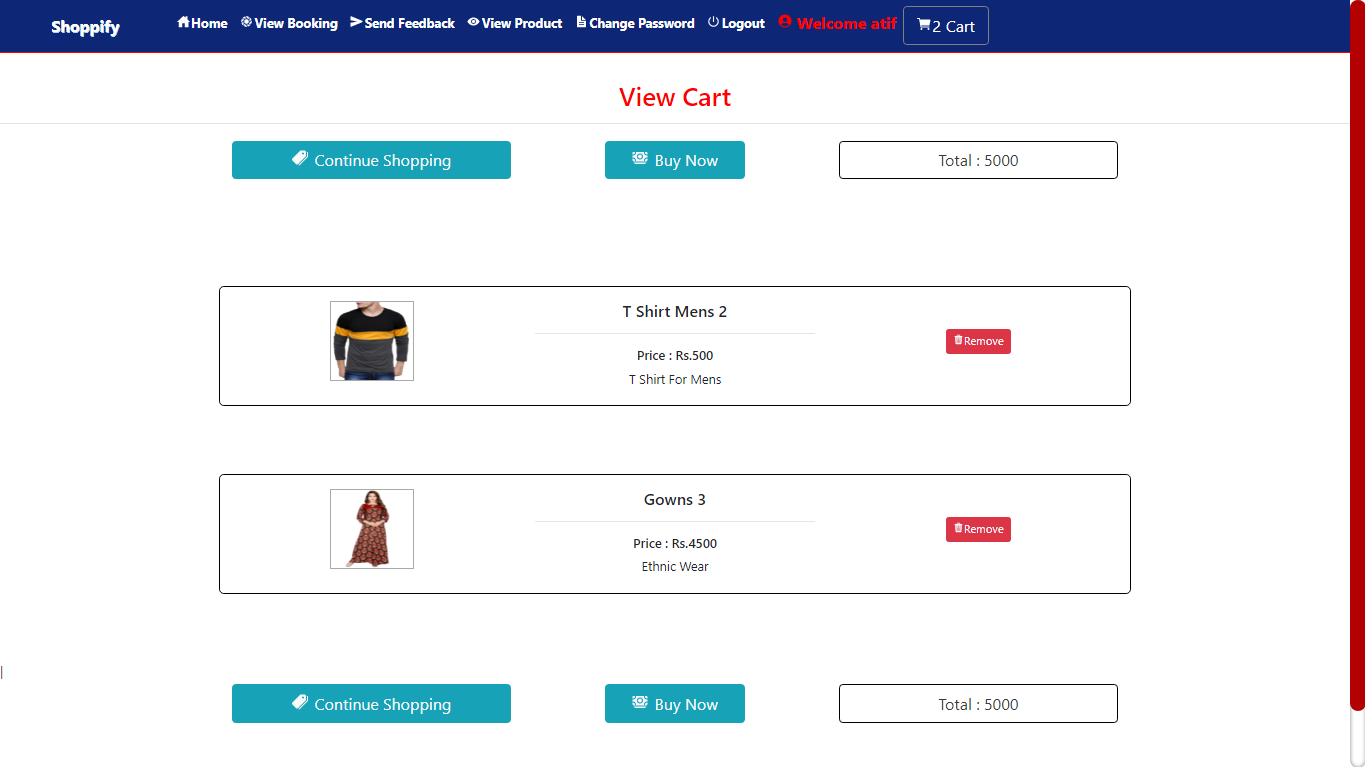 Shoppify Home View Booking Send Feedback View Product Change Password Logout Welcome atif 2 Cart
View Cart
Continue Shopping Buy Now Total : 5000
T Shirt Mens 2
Price : Rs.500
T Shirt For Mens
Remove
Gowns 3
Price : Rs.4500
Ethnic Wear
Remove
Continue Shopping Buy Now Total : 5000